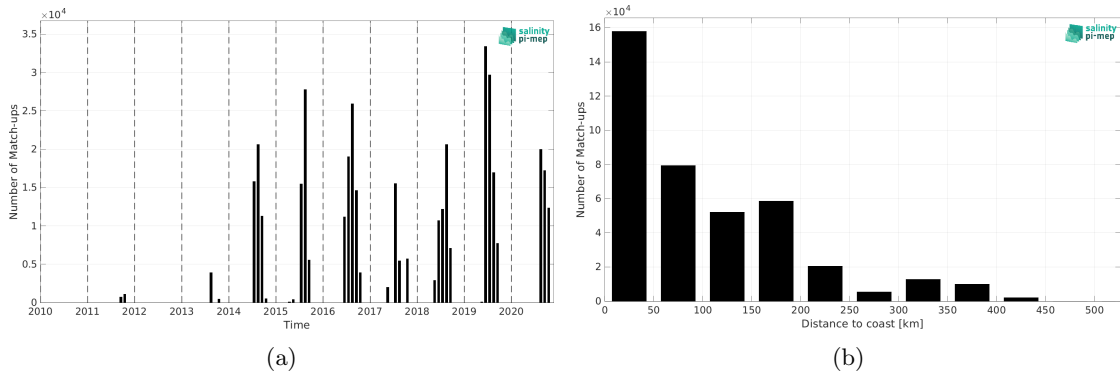 ×10⁴
3.5
3
2.5
2
1.5
1
0.5
0
2010 2011 2012 2013 2014 2015 2016 2017 2018 2019 2020
Number of Match-ups
Time
salinity
pi-mep
(a)
×10⁴
16
14
12
10
8
6
4
2
0
0 50 100 150 200 250 300 350 400 450 500
Number of Match-ups
Distance to coast [km]
salinity
pi-mep
(b)